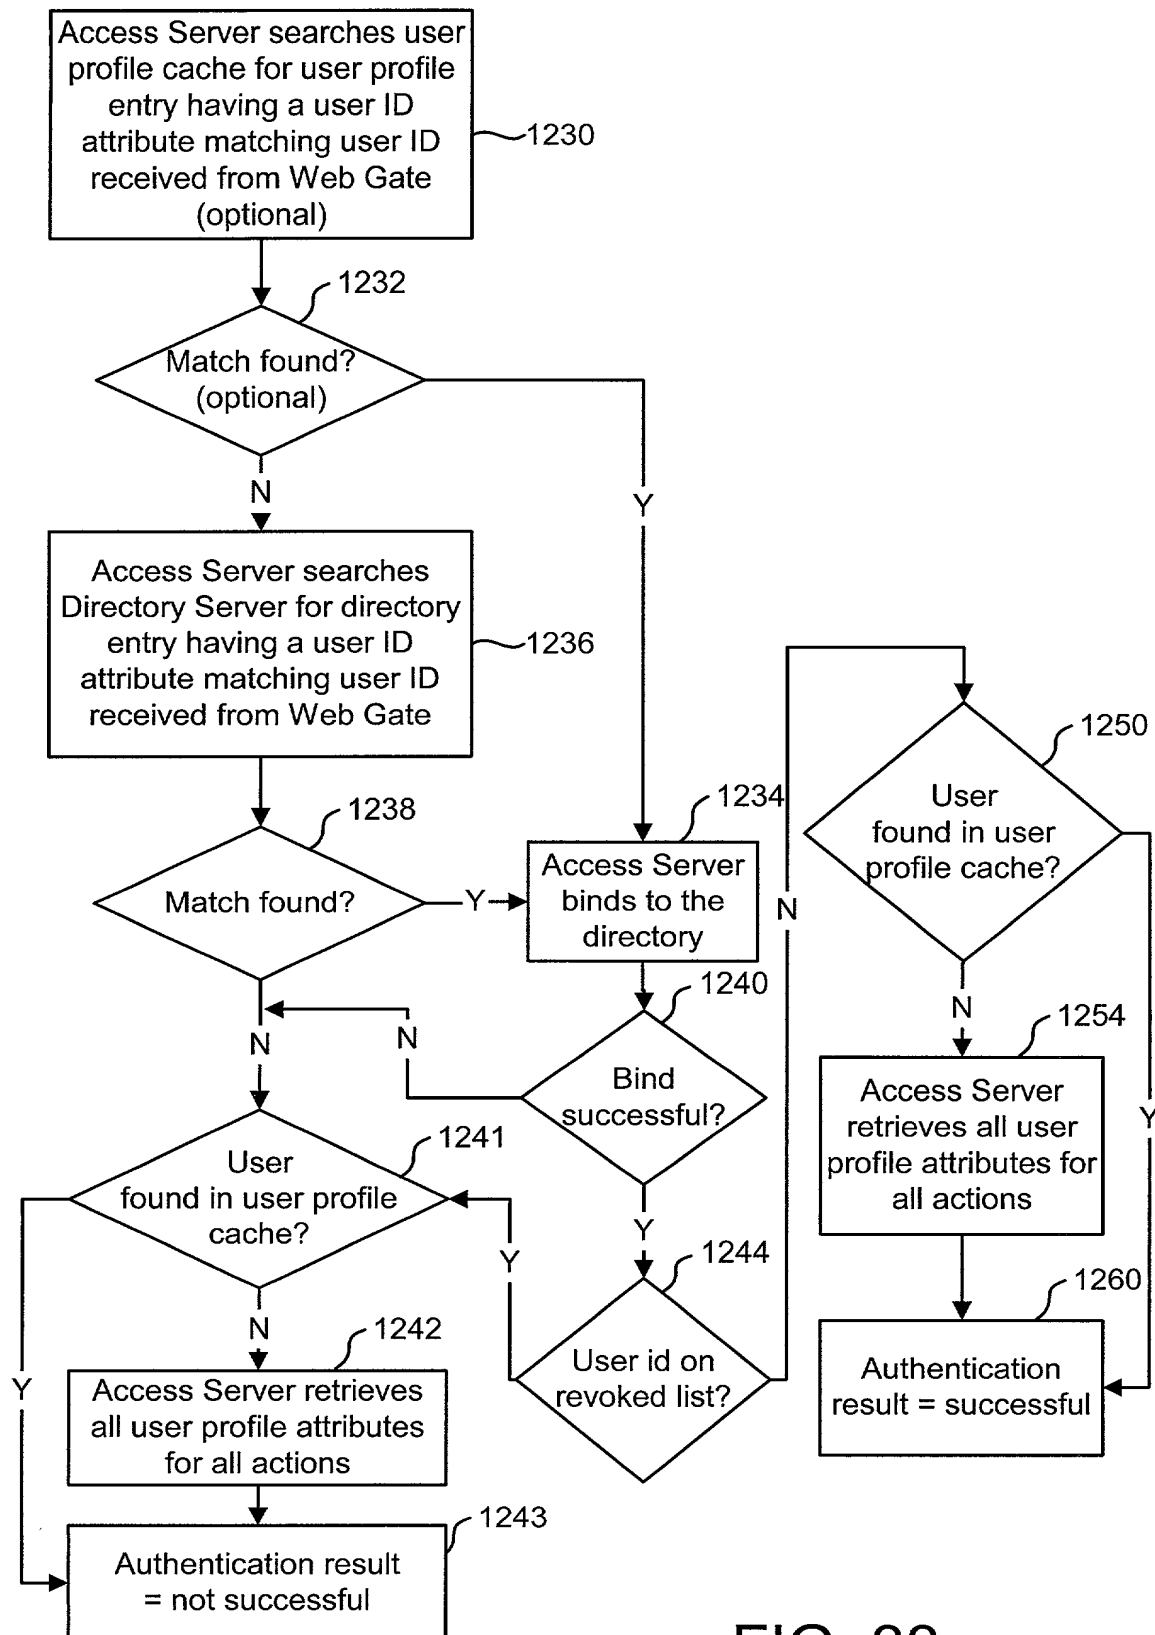 Access Server searches user
profile cache for user profile
entry having a user ID
attribute matching user ID
received from Web Gate
(optional)
1230
1232
Match found?
(optional)
N
Y
Access Server searches
Directory Server for directory
entry having a user ID
attribute matching user ID
received from Web Gate
1236
1238
Match found?
Y
1234
Access Server
binds to the
directory
1240
Bind
successful?
N
N
Y
1241
User
found in user profile
cache?
Y
N
1242
Access Server retrieves
all user profile attributes
for all actions
1243
Authentication result
= not successful
1244
User id on
revoked list?
Y
N
1250
User
found in user
profile cache?
N
Y
1254
Access Server
retrieves all user
profile attributes for
all actions
1260
Authentication
result = successful